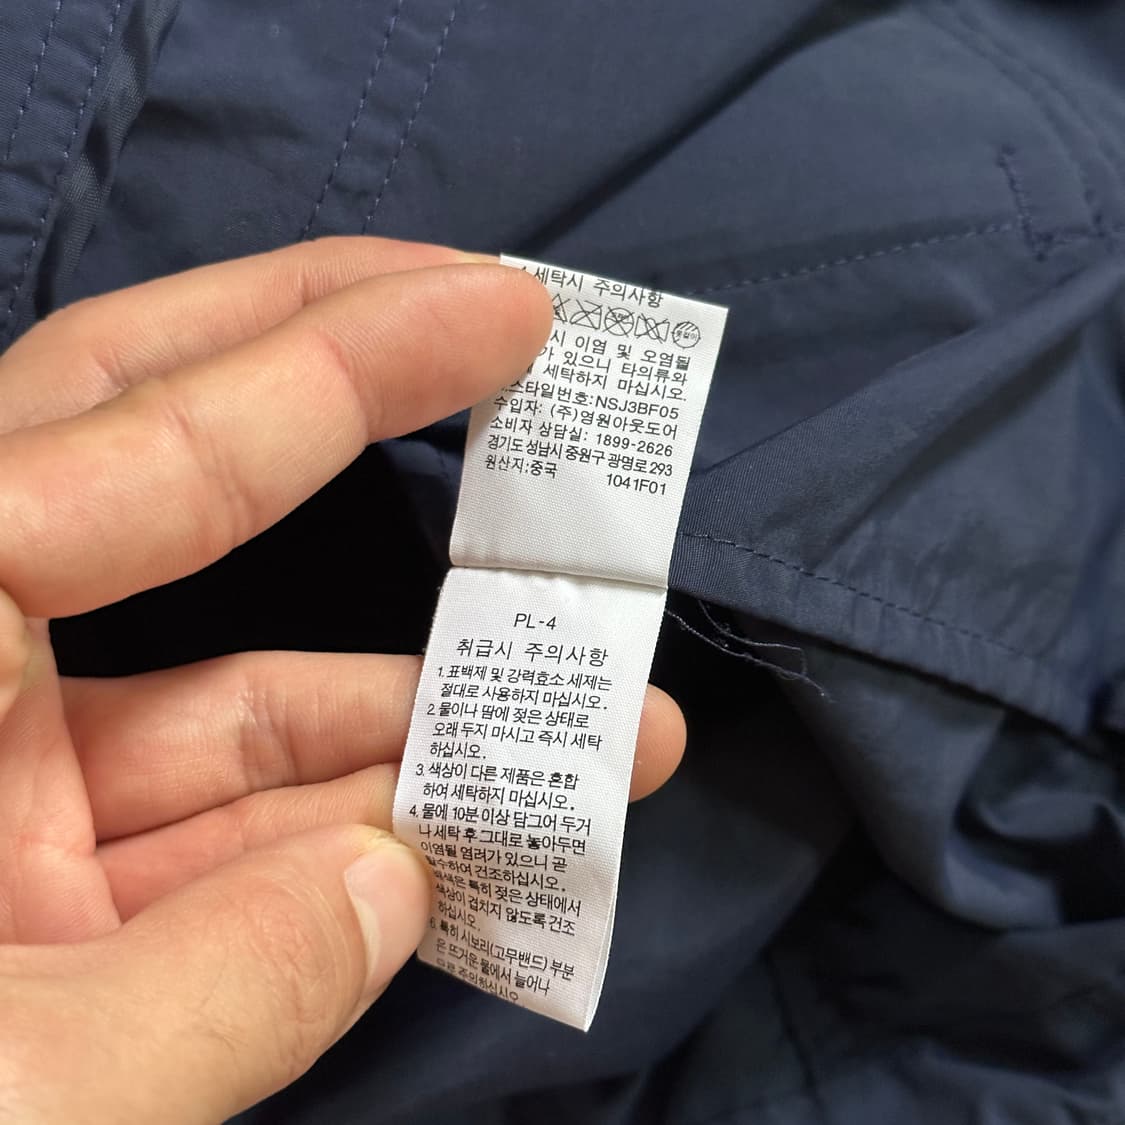 세탁시 주의사항
시 이염 및 오염될
가 있으니 타의류와
세탁하지 마십시오.
스타일번호:NSJ3BF05
수입자: (주)영원아웃도어
소비자 상담실: 1899-2626
경기도 성남시 중원구 광명로 293
원산지:중국 1041F01
PL-4
취급시 주의사항
1. 표백제 및 강력효소 세제는
절대로 사용하지 마십시오.
2. 물이나 땀에 젖은 상태로
오래 두지 마시고 즉시 세탁
하십시오.
3. 색상이 다른 제품은 혼합
하여 세탁하지 마십시오.
4. 물에 10분 이상 담그어 두거
나 세탁 후 그대로 놓아두면
이염될 염려가 있으니 곧
탈수하여 건조하십시오.
특히 젖은 상태에서
색상이 겹치지 않도록 건조
하십시오.
6. 특히 시보리(고무밴드) 부분
은 뜨거운 물에서 늘어나
므로 주의하십시오